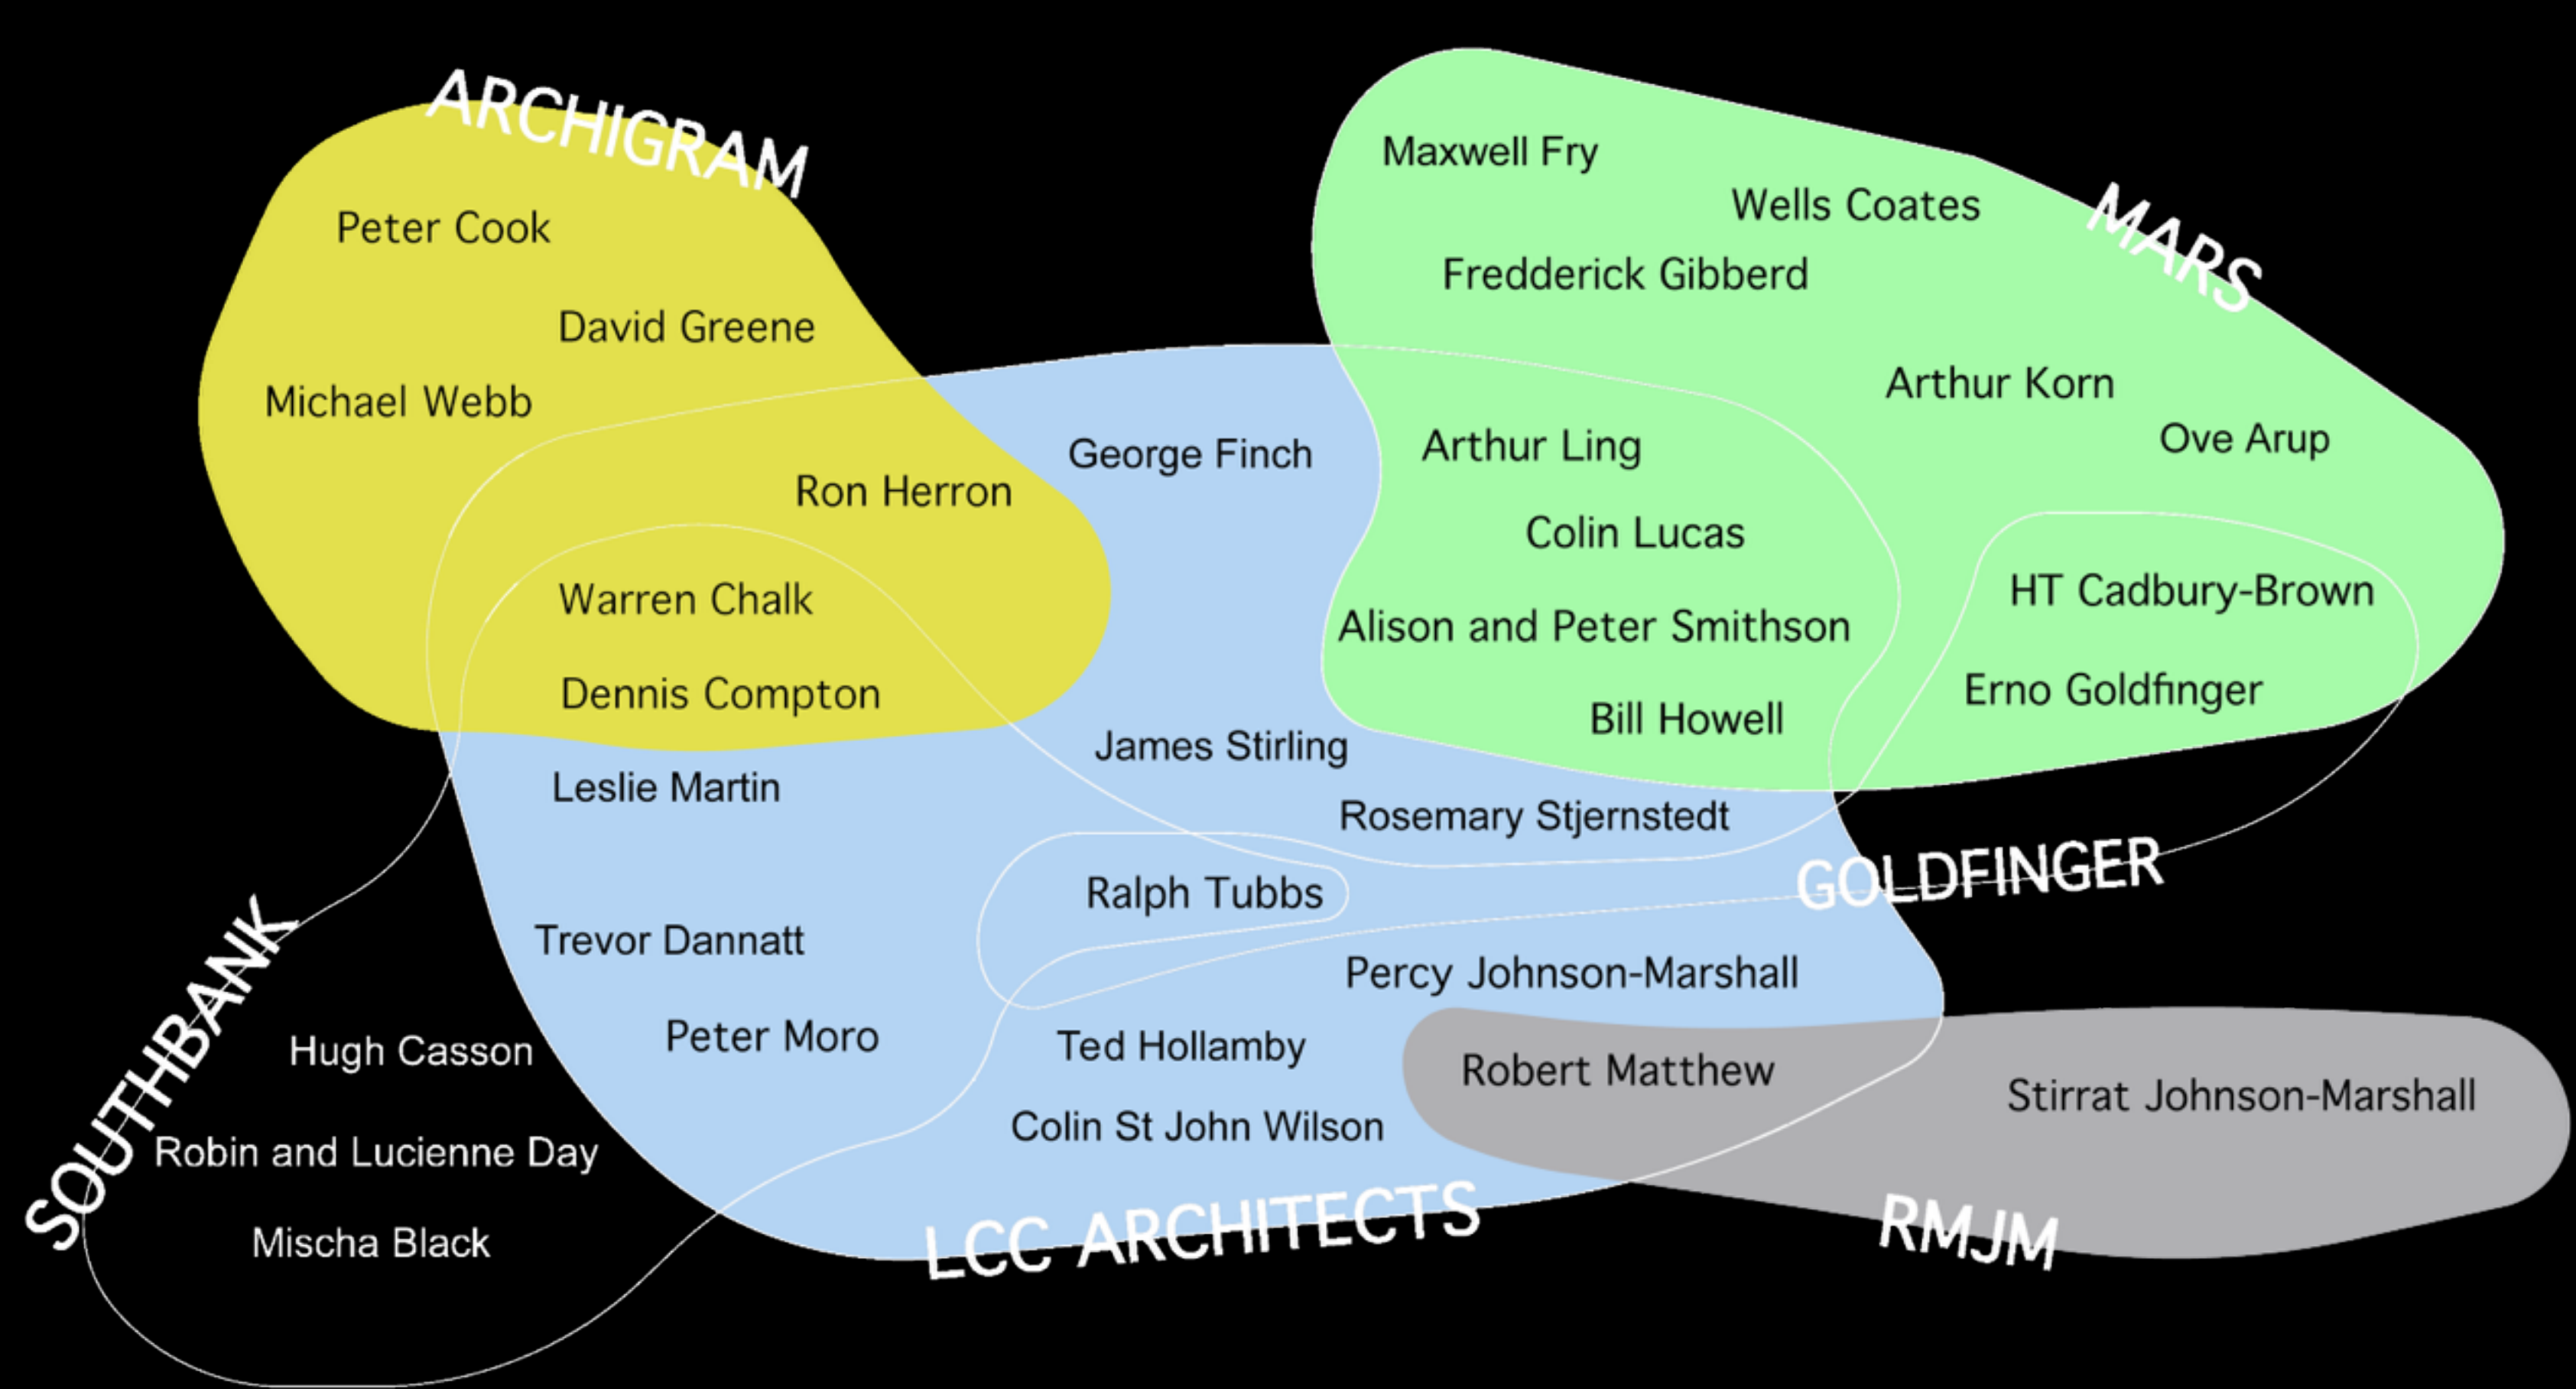 ARCHIGRAM
Peter Cook
David Greene
Michael Webb
Ron Herron
Warren Chalk
Dennis Compton
MARS
Maxwell Fry
Wells Coates
Fredderick Gibberd
Arthur Korn
Ove Arup
Arthur Ling
Colin Lucas
Alison and Peter Smithson
Bill Howell
HT Cadbury-Brown
Erno Goldfinger
George Finch
James Stirling
Leslie Martin
Rosemary Stjernstedt
GOLDFINGER
Ralph Tubbs
Trevor Dannatt
Percy Johnson-Marshall
Peter Moro
Ted Hollamby
Colin St John Wilson
Robert Matthew
Stirrat Johnson-Marshall
SOUTHBANK
Hugh Casson
Robin and Lucienne Day
Mischa Black
LCC ARCHITECTS
RMJM